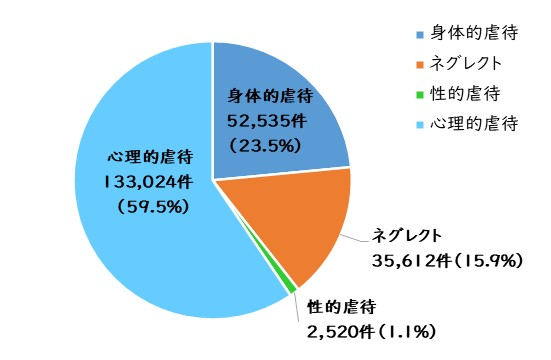 身体的虐待
ネグレクト
性的虐待
心理的虐待
身体的虐待
52,535件
(23.5%)
心理的虐待
133,024件
(59.5%)
ネグレクト
35,612件(15.9%)
性的虐待
2,520件(1.1%)